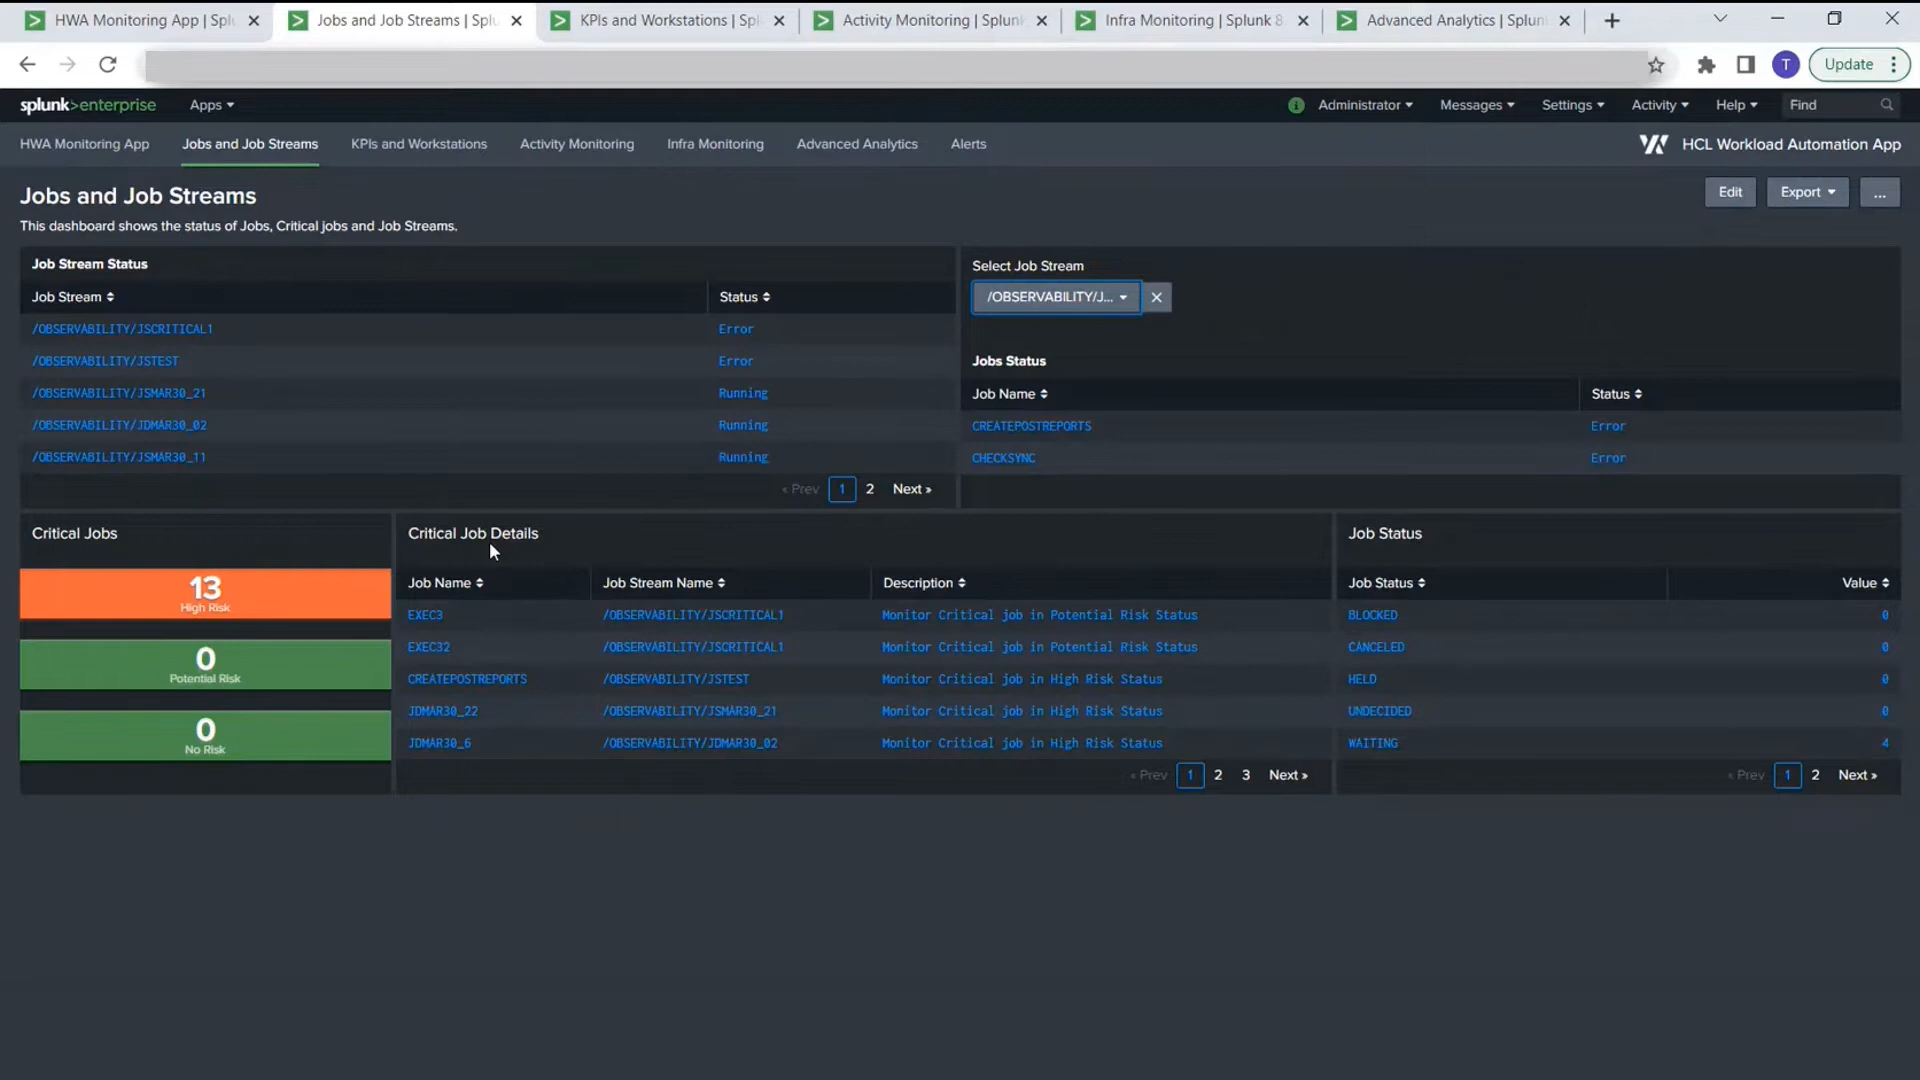 HWA Monitoring App | Splu
Jobs and Job Streams | Splu
KPIs and Workstations | Spl
Activity Monitoring | Splunk
Infra Monitoring | Splunk 8
Advanced Analytics | Splun
T
Update
splunk>enterprise
Apps
i
Administrator
Messages
Settings
Activity
Help
Find
HWA Monitoring App
Jobs and Job Streams
KPIs and Workstations
Activity Monitoring
Infra Monitoring
Advanced Analytics
Alerts
HCL Workload Automation App
Jobs and Job Streams
Edit
Export
...
This dashboard shows the status of Jobs, Critical jobs and Job Streams.
Job Stream Status
Job Stream Status
/OBSERVABILITY/JSCRITICAL1 Error
/OBSERVABILITY/JSTEST Error
/OBSERVABILITY/JSMAR30_21 Running
/OBSERVABILITY/JDMAR30_02 Running
/OBSERVABILITY/JSMAR30_11 Running
« Prev 1 2 Next »
Select Job Stream
/OBSERVABILITY/J...
Jobs Status
Job Name Status
CREATEPOSTREPORTS Error
CHECKSYNC Error
Critical Jobs
13
High Risk
0
Potential Risk
0
No Risk
Critical Job Details
Job Name Job Stream Name Description
EXEC3 /OBSERVABILITY/JSCRITICAL1 Monitor Critical job in Potential Risk Status
EXEC32 /OBSERVABILITY/JSCRITICAL1 Monitor Critical job in Potential Risk Status
CREATEPOSTREPORTS /OBSERVABILITY/JSTEST Monitor Critical job in High Risk Status
JDMAR30_22 /OBSERVABILITY/JSMAR30_21 Monitor Critical job in High Risk Status
JDMAR30_6 /OBSERVABILITY/JDMAR30_02 Monitor Critical job in High Risk Status
« Prev 1 2 3 Next »
Job Status
Job Status Value
BLOCKED 0
CANCELED 0
HELD 0
UNDECIDED 0
WAITING 4
« Prev 1 2 Next »